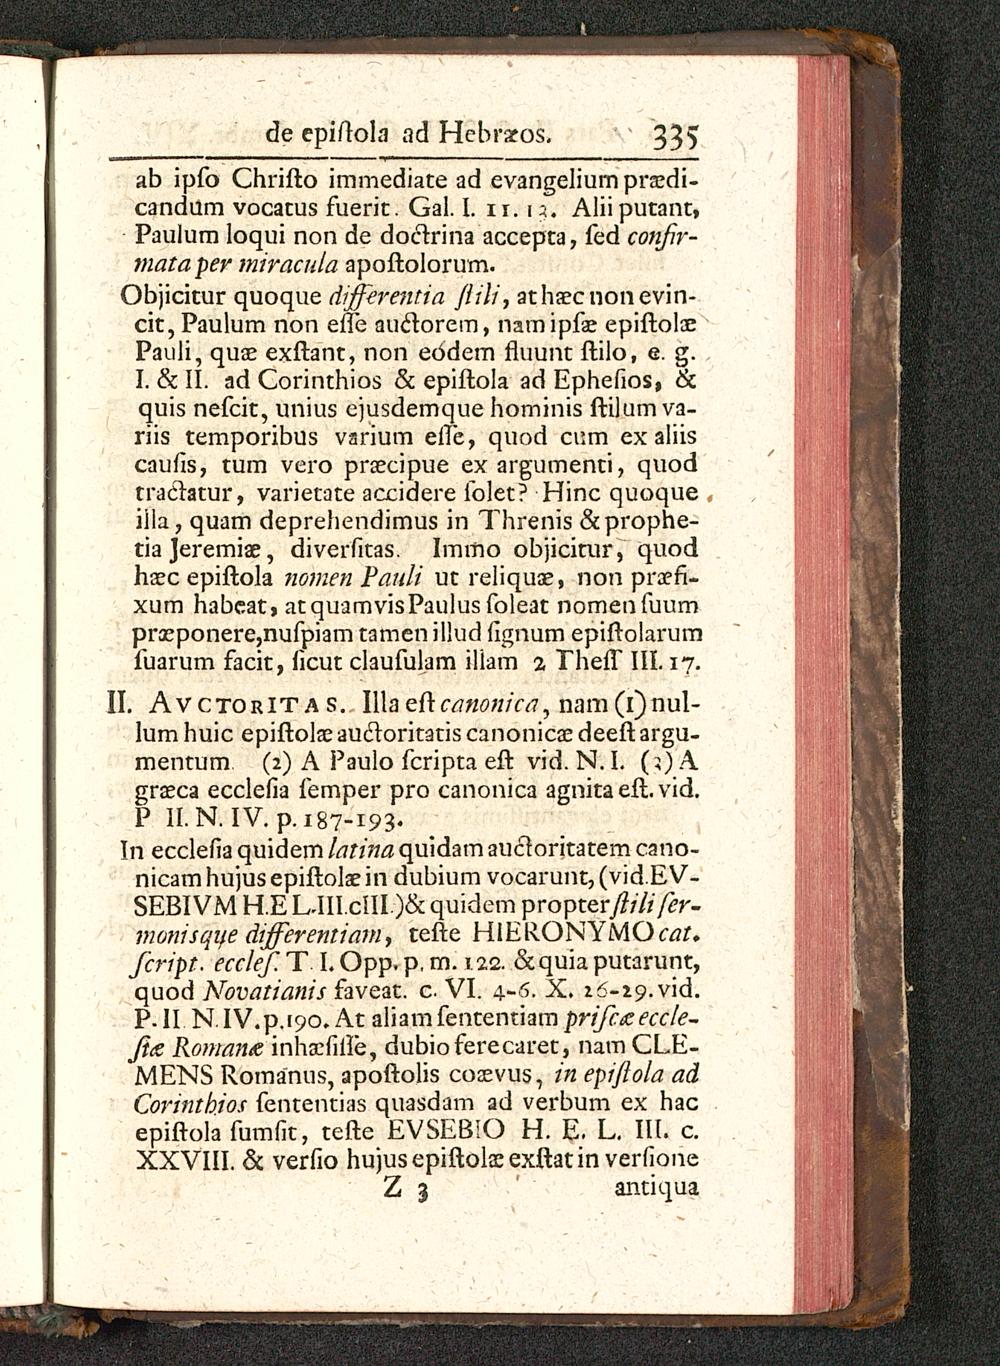 de epiſtola ad Hebræos. 335
ab ipſo Chriſto immediate ad evangelium prædi-
candum vocatus fuerit. Gal. I. 11. 12. Alii putant,
Paulum loqui non de doctrina accepta, ſed confir-
mata per miracula apoſtolorum.
Objicitur quoque differentia ſtili, at hæc non evin-
cit, Paulum non eſſe auctorem, nam ipſæ epiſtolæ
Pauli, quæ exſtant, non eodem fluunt ſtilo, e. g.
I. & II. ad Corinthios & epiſtola ad Epheſios, &
quis neſcit, unius ejusdemque hominis ſtilum va-
riis temporibus varium eſſe, quod cum ex aliis
cauſis, tum vero præcipue ex argumenti, quod
tractatur, varietate accidere ſolet? Hinc quoque
illa, quam deprehendimus in Threnis & prophe-
tia Jeremiæ, diverſitas. Immo objicitur, quod
hæc epiſtola nomen Pauli ut reliquæ, non præfi-
xum habeat, at quamvis Paulus ſoleat nomen ſuum
præponere, nuſpiam tamen illud ſignum epiſtolarum
ſuarum facit, ſicut clauſulam illam 2 Theſſ III. 17.
II. AVCTORITAS. Illa eſt canonica, nam (1) nul-
lum huic epiſtolæ auctoritatis canonicæ deeſt argu-
mentum (2) A Paulo ſcripta eſt vid. N. I. (3) A
græca eccleſia ſemper pro canonica agnita eſt. vid.
P II. N. IV. p. 187-193.
In eccleſia quidem latina quidam auctoritatem cano-
nicam hujus epiſtolæ in dubium vocarunt, (vid. EV-
SEBIVM H.E L.III.cIII.) & quidem propter ſtili ſer-
monisque differentiam, teſte HIERONYMO cat.
ſcript. eccleſ. T. I. Opp. p. m. 122. & quia putarunt,
quod Novatianis faveat. c. VI. 4-6. X. 26-29. vid.
P. II N. IV. p. 190. At aliam ſententiam priſcæ eccle-
ſiæ Romanæ inhæſiſſe, dubio fere caret, nam CLE-
MENS Romanus, apoſtolis coævus, in epiſtola ad
Corinthios ſententias quasdam ad verbum ex hac
epiſtola ſumſit, teſte EVSEBIO H. E. L. III. c.
XXVIII. & verſio hujus epiſtolæ exſtat in verſione
Z 3 antiqua